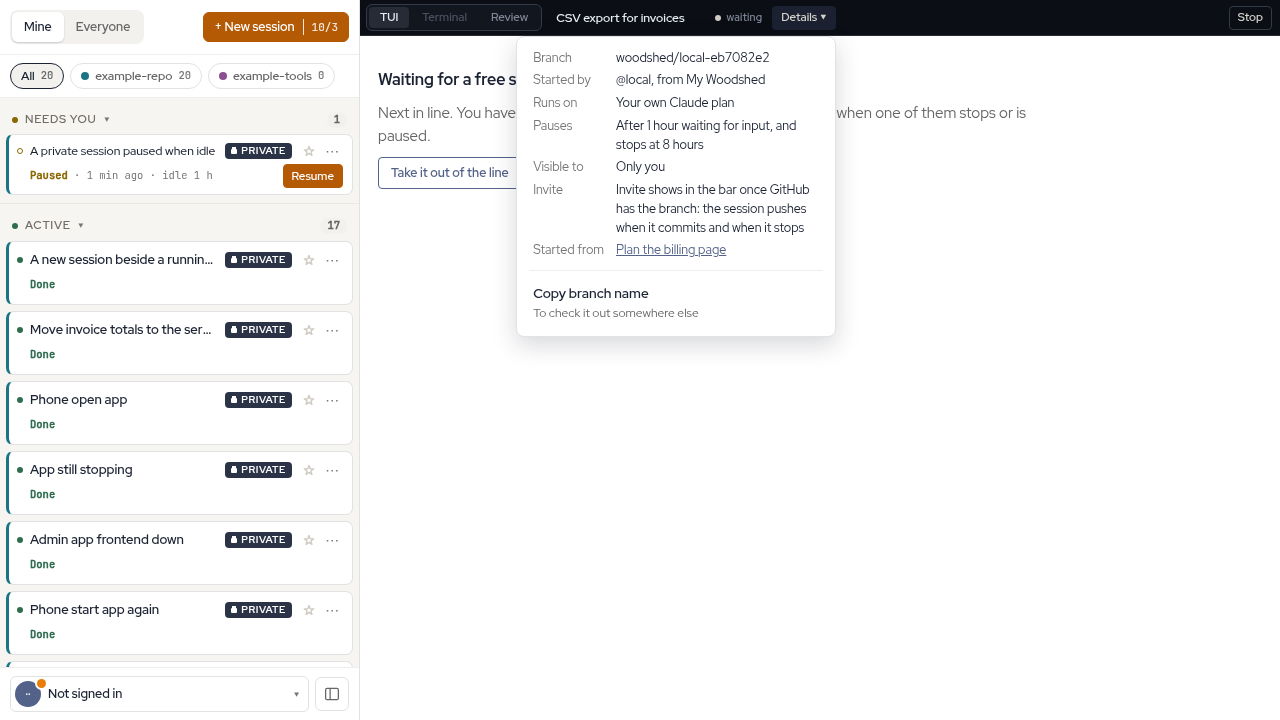 Mine
Everyone
+ New session
10/3
All 20
example-repo 20
example-tools 0
NEEDS YOU ▾
1
A private session paused when idle
PRIVATE
Paused · 1 min ago · idle 1 h
Resume
ACTIVE ▾
17
A new session beside a runnin...
PRIVATE
Done
Move invoice totals to the ser...
PRIVATE
Done
Phone open app
PRIVATE
Done
App still stopping
PRIVATE
Done
Admin app frontend down
PRIVATE
Done
Phone start app again
PRIVATE
Done
Not signed in
TUI
Terminal
Review
CSV export for invoices
waiting
Details ▾
Stop
Waiting for a free s
Next in line. You have
when one of them stops or is
paused.
Take it out of the line
Branch woodshed/local-eb7082e2
Started by @local, from My Woodshed
Runs on Your own Claude plan
Pauses After 1 hour waiting for input, and
stops at 8 hours
Visible to Only you
Invite Invite shows in the bar once GitHub
has the branch: the session pushes
when it commits and when it stops
Started from Plan the billing page
Copy branch name
To check it out somewhere else